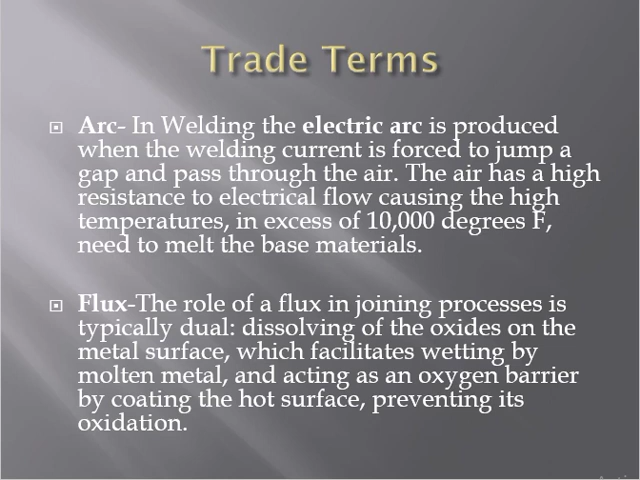 Trade Terms
Arc- In Welding the electric arc is produced
when the welding current is forced to jump a
gap and pass through the air. The air has a high
resistance to electrical flow causing the high
temperatures, in excess of 10,000 degrees F,
need to melt the base materials.
Flux-The role of a flux in joining processes is
typically dual: dissolving of the oxides on the
metal surface, which facilitates wetting by
molten metal, and acting as an oxygen barrier
by coating the hot surface, preventing its
oxidation.